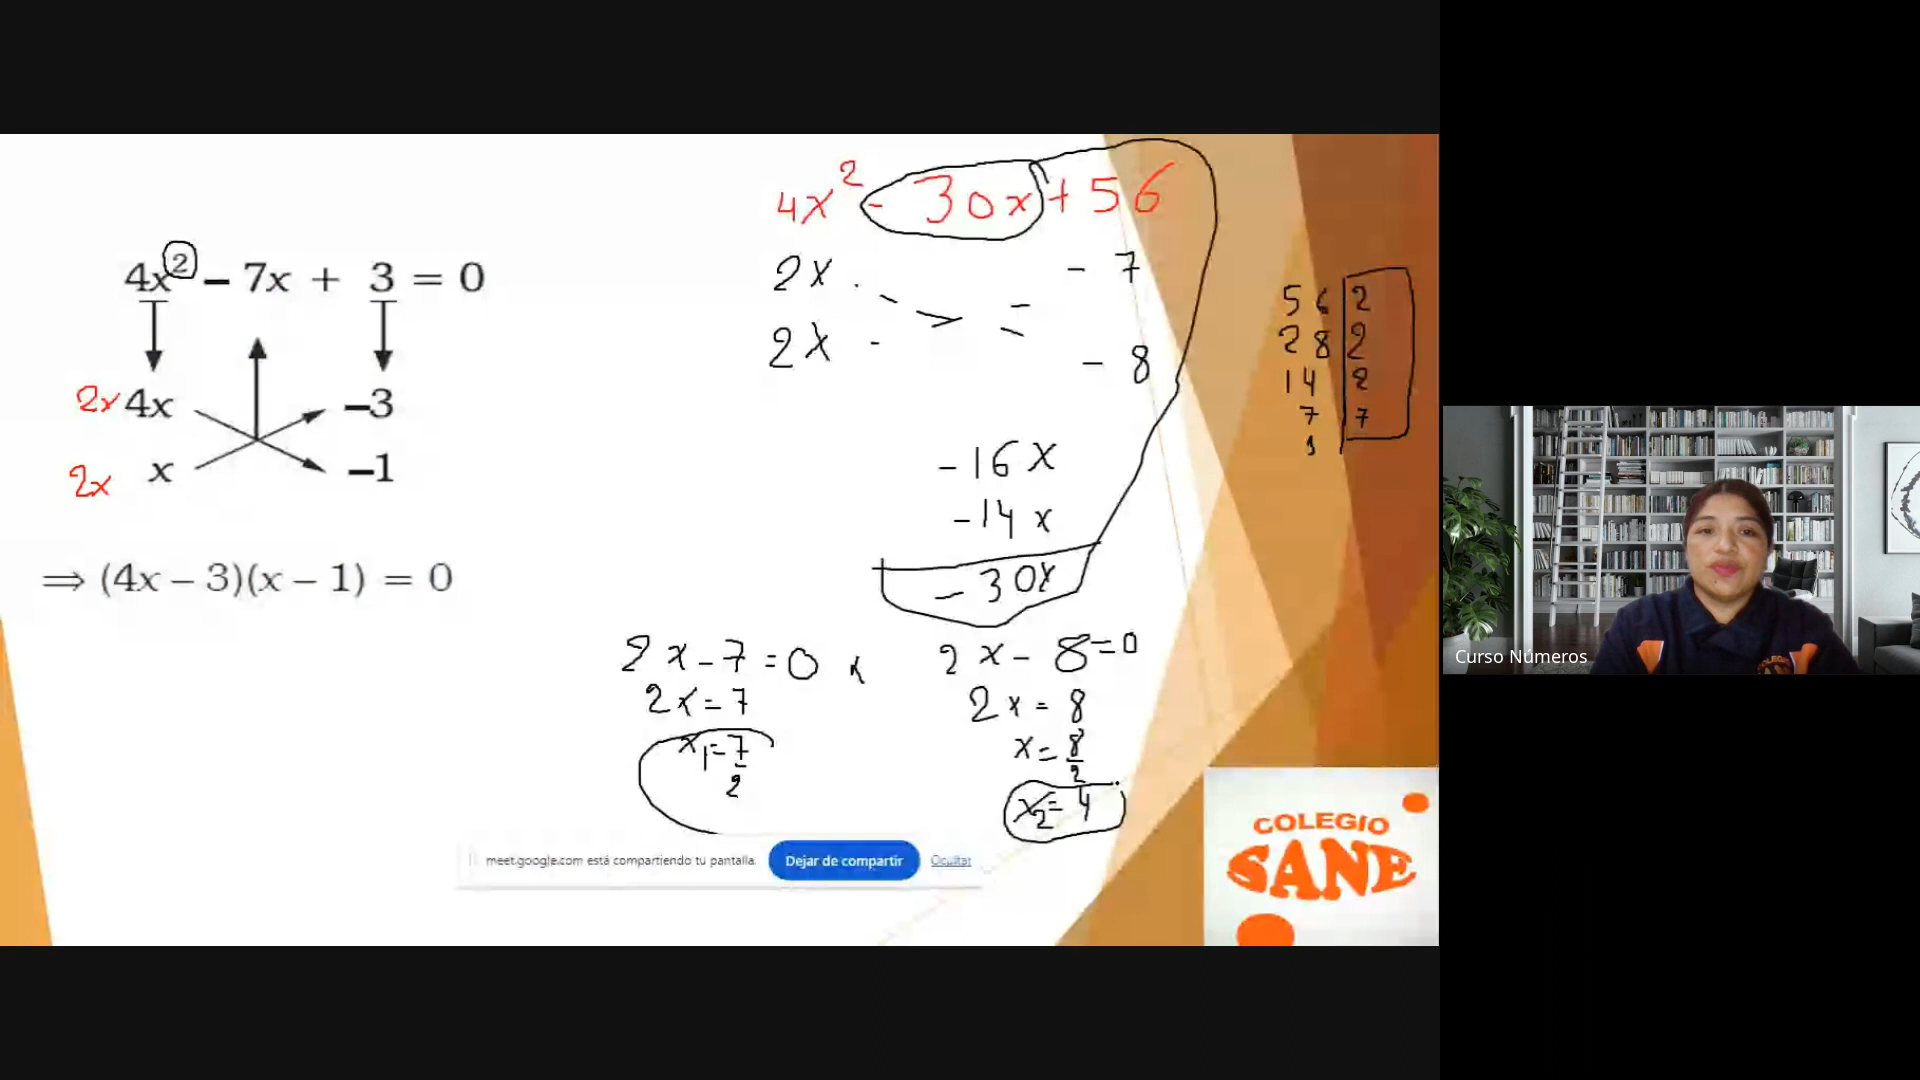 4x² - 7x + 3 = 0
2x 4x -3
2x x -1
⇒ (4x - 3)(x - 1) = 0
4x² - 30x + 56
2x - 7
2x - 8
-16x
-14x
-30x
56 2
28 2
14 2
7 7
1
2x - 7 = 0
2x = 7
x₁ = 7/2
2x - 8 = 0
2x = 8
x = 8/2
x₂ = 4
meet.google.com está compartiendo tu pantalla.
Dejar de compartir
Ocultar
COLEGIO
SANE
Curso Números